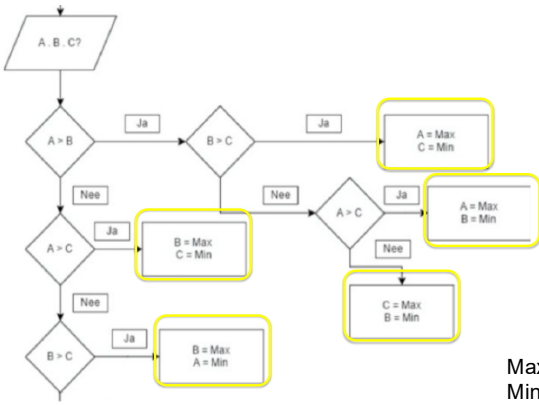 A . B . C?
A > B
Ja
B > C
Ja
A = Max
C = Min
Nee
Nee
A > C
Ja
A = Max
B = Min
A > C
Ja
B = Max
C = Min
Nee
C = Max
B = Min
Nee
B > C
Ja
B = Max
A = Min
Max
Min